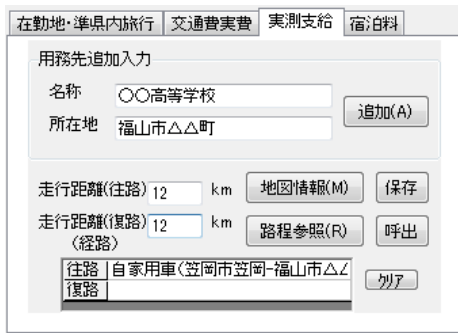 在勤地･準県内旅行 交通費実費 実測支給 宿泊料
用務先追加入力
名称 〇〇高等学校
所在地 福山市△△町
追加(A)
走行距離(往路) 12 km 地図情報(M) 保存
走行距離(復路) 12 km 路程参照(R) 呼出
(経路)
往路 自家用車(笠岡市笠岡-福山市△
復路
クリア